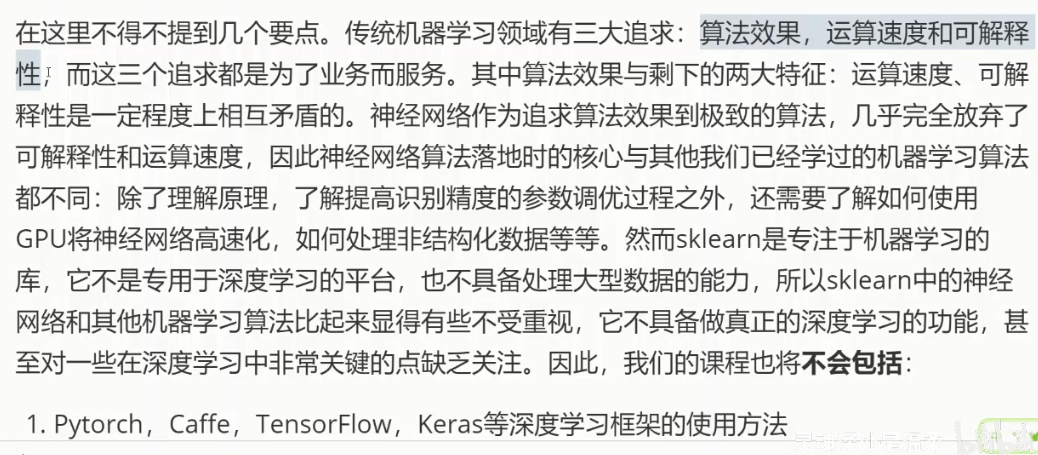 在这里不得不提到几个要点。传统机器学习领域有三大追求：算法效果，运算速度和可解释
性，而这三个追求都是为了业务而服务。其中算法效果与剩下的两大特征：运算速度、可解
释性是一定程度上相互矛盾的。神经网络作为追求算法效果到极致的算法，几乎完全放弃了
可解释性和运算速度，因此神经网络算法落地时的核心与其他我们已经学过的机器学习算法
都不同：除了理解原理，了解提高识别精度的参数调优过程之外，还需要了解如何使用
GPU将神经网络高速化，如何处理非结构化数据等等。然而sklearn是专注于机器学习的
库，它不是专用于深度学习的平台，也不具备处理大型数据的能力，所以sklearn中的神经
网络和其他机器学习算法比起来显得有些不受重视，它不具备做真正的深度学习的功能，甚
至对一些在深度学习中非常关键的点缺乏关注。因此，我们的课程也将不会包括：
1. Pytorch，Caffe，TensorFlow，Keras等深度学习框架的使用方法